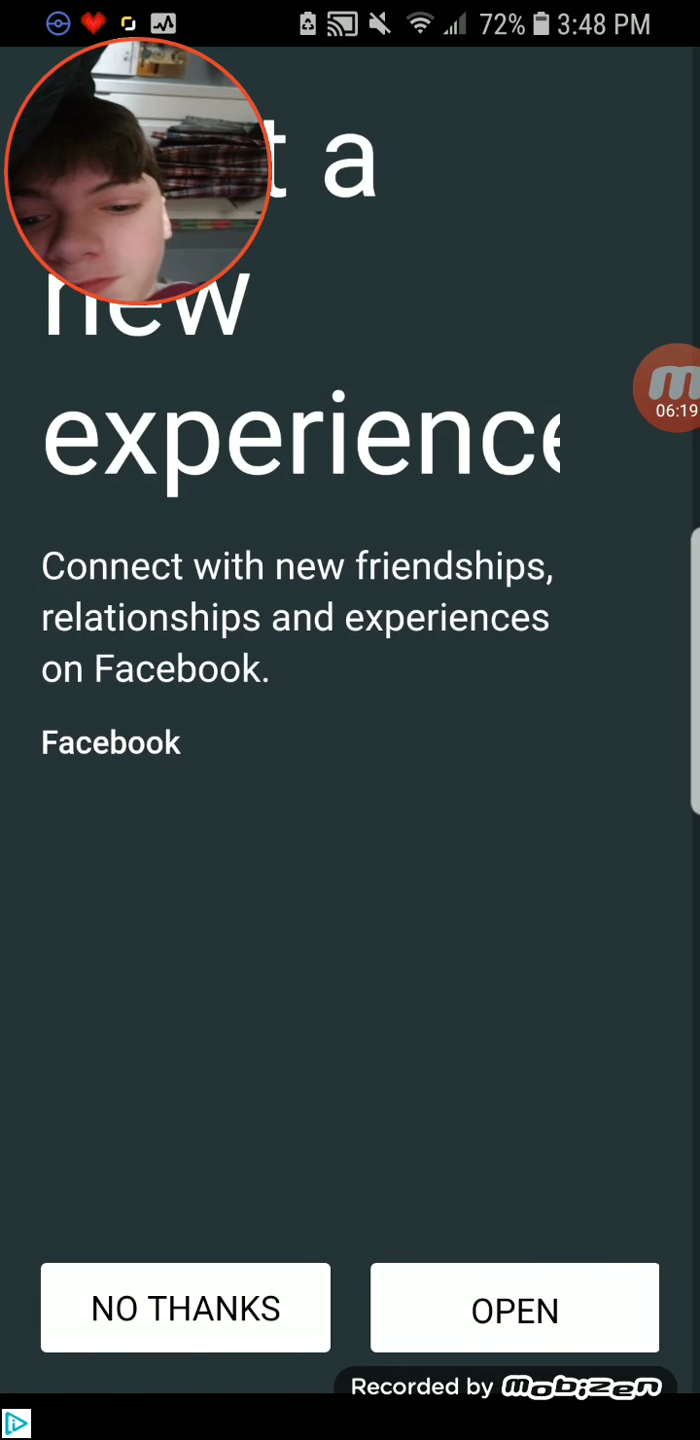 72% 3:48 PM
a
new
experience
06:19
Connect with new friendships,
relationships and experiences
on Facebook.
Facebook
NO THANKS
OPEN
Recorded by mobizen